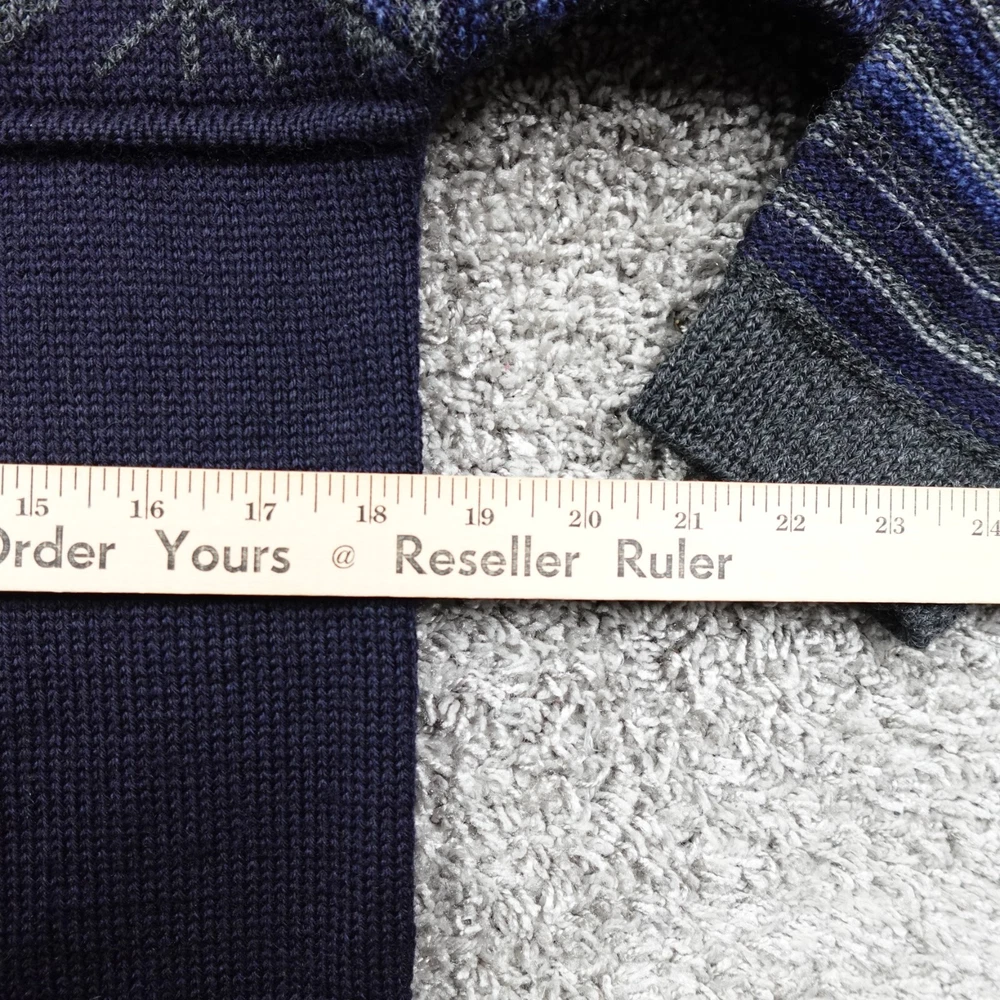 15 16 17 18 19 20 21 22 23 24
Order Yours @ Reseller Ruler